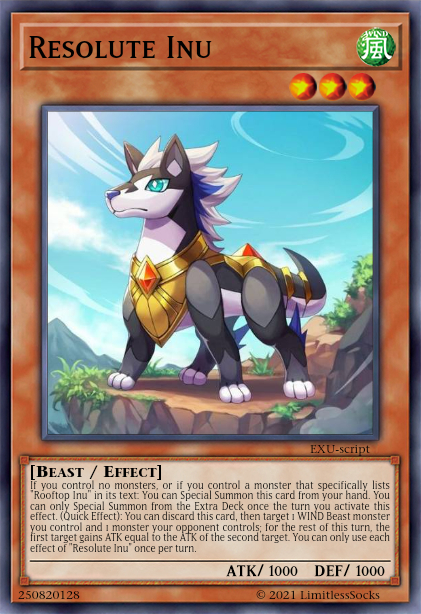 Resolute Inu
WIND
風
EXU-script
[Beast / Effect]
If you control no monsters, or if you control a monster that specifically lists
"Rooftop Inu" in its text: You can Special Summon this card from your hand. You
can only Special Summon from the Extra Deck once the turn you activate this
effect. (Quick Effect): You can discard this card, then target 1 WIND Beast monster
you control and 1 monster your opponent controls; for the rest of this turn, the
first target gains ATK equal to the ATK of the second target. You can only use each
effect of "Resolute Inu" once per turn.
ATK/ 1000 DEF/ 1000
250820128 © 2021 LimitlessSocks